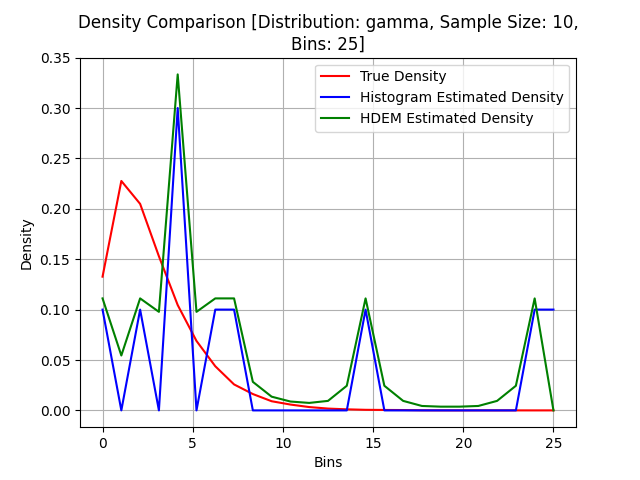 Density Comparison [Distribution: gamma, Sample Size: 10,
Bins: 25]
0.35
0.30
0.25
0.20
0.15
0.10
0.05
0.00
Density
True Density
Histogram Estimated Density
HDEM Estimated Density
0 5 10 15 20 25
Bins